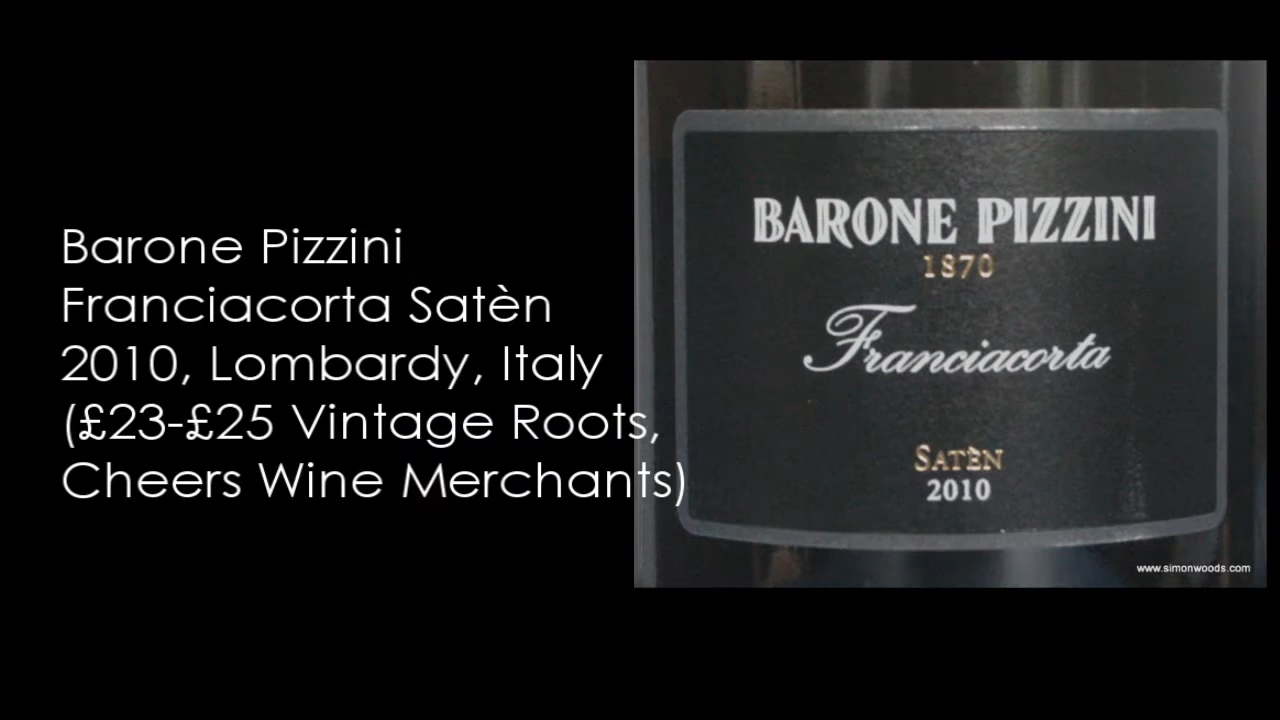 Barone Pizzini
Franciacorta Satèn
2010, Lombardy, Italy
(£23-£25 Vintage Roots,
Cheers Wine Merchants)
BARONE PIZZINI
1870
Franciacorta
SATÈN
2010
www.simonwoods.com